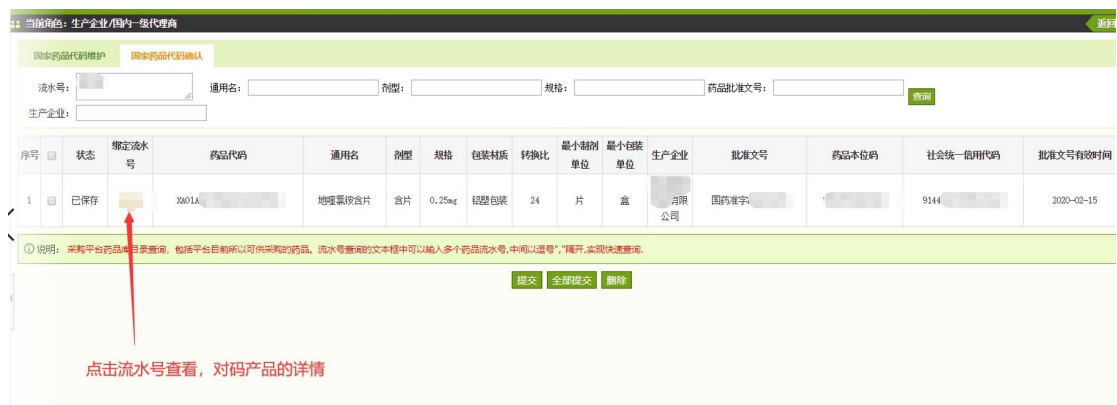 当前角色：生产企业/国内一级代理商 返回
国家药品代码维护 国家药品代码确认
流水号： 通用名： 剂型： 规格： 药品批准文号： 查询
生产企业：
序号 状态 绑定流水号 药品代码 通用名 剂型 规格 包装材质 转换比 最小制剂单位 最小包装单位 生产企业 批准文号 药品本位码 社会统一信用代码 批准文号有效时间
1 已保存 XA01A 地喹氯铵含片 含片 0.25mg 铝塑包装 24 片 盒 有限公司 国药准字 9144 2020-02-15
说明： 采购平台药品库目录查询，包括平台目前所以可供采购的药品。流水号查询的文本框中可以输入多个药品流水号,中间以逗号","隔开,实现快速查询.
提交 全部提交 删除
点击流水号查看，对码产品的详情